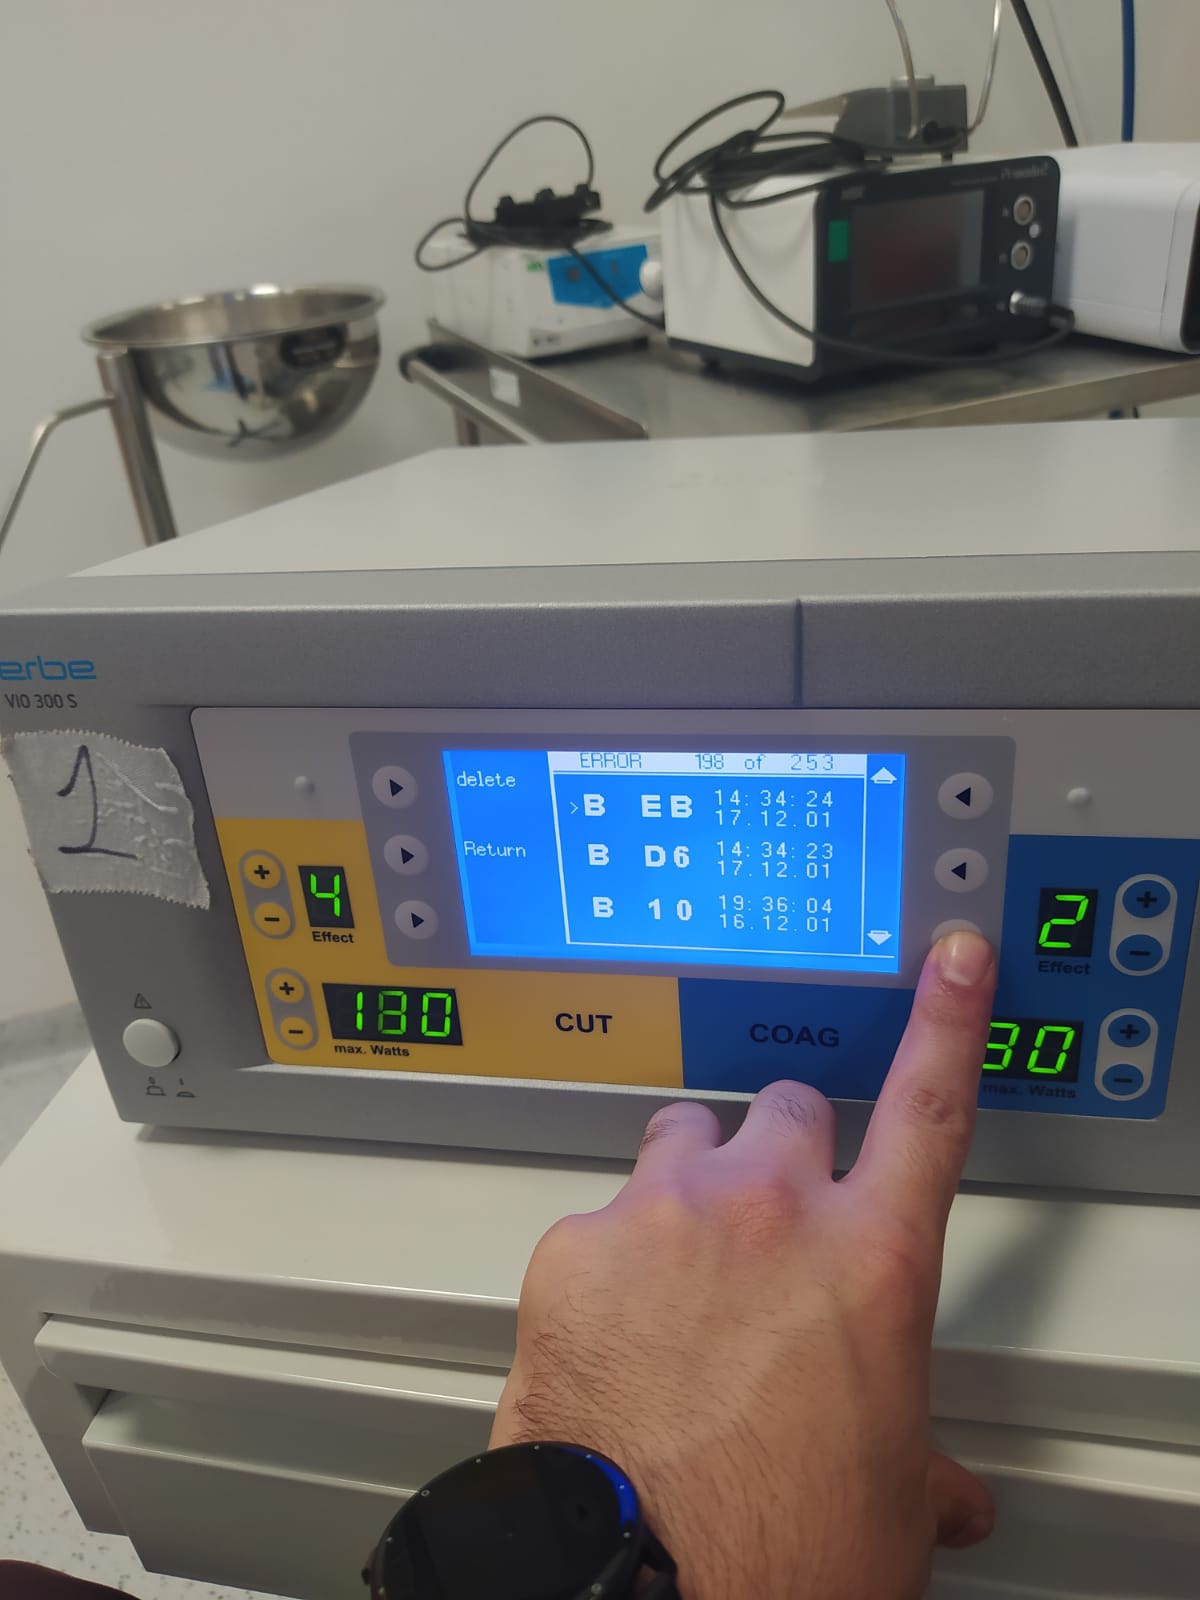 erbe
VIO 300 S
1
ERROR 198 of 253
delete
>B EB 14:34:24
17.12.01
Return
B D6 14:34:23
17.12.01
B 10 19:36:04
16.12.01
+
-
4
Effect
+
-
180
max. Watts
CUT
COAG
2
Effect
+
-
30
max. Watts
+
-